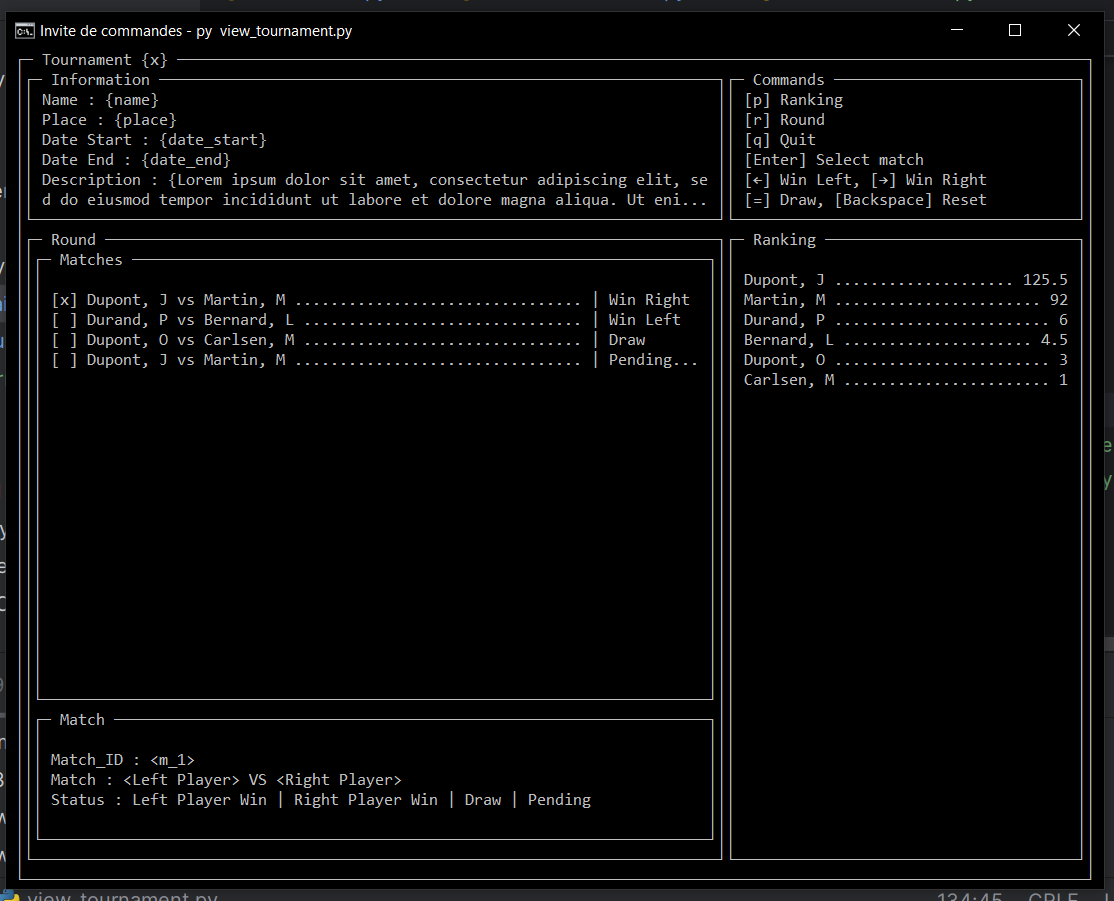 Invite de commandes - py view_tournament.py
Tournament {x}
Information
Name : {name}
Place : {place}
Date Start : {date_start}
Date End : {date_end}
Description : {Lorem ipsum dolor sit amet, consectetur adipiscing elit, se
d do eiusmod tempor incididunt ut labore et dolore magna aliqua. Ut eni...
Commands
[p] Ranking
[r] Round
[q] Quit
[Enter] Select match
[←] Win Left, [→] Win Right
[=] Draw, [Backspace] Reset
Round
Matches
[x] Dupont, J vs Martin, M ................................ | Win Right
[ ] Durand, P vs Bernard, L ............................... | Win Left
[ ] Dupont, O vs Carlsen, M ............................... | Draw
[ ] Dupont, J vs Martin, M ................................ | Pending...
Match
Match_ID : <m_1>
Match : <Left Player> VS <Right Player>
Status : Left Player Win | Right Player Win | Draw | Pending
Ranking
Dupont, J .................... 125.5
Martin, M ....................... 92
Durand, P ........................ 6
Bernard, L ..................... 4.5
Dupont, O ........................ 3
Carlsen, M ....................... 1
view_tournament.py
134:45 CRLF